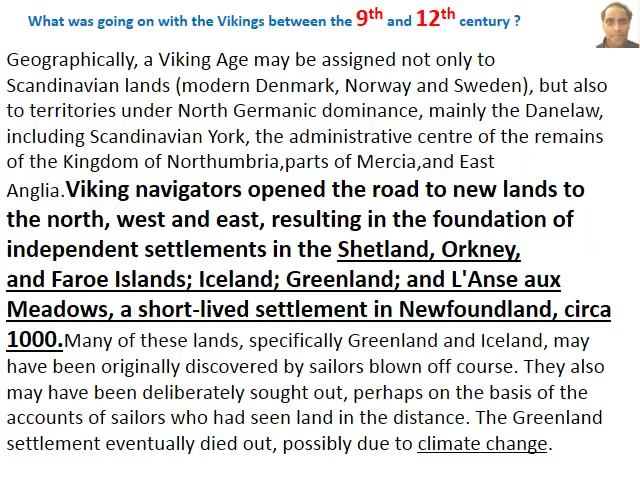 What was going on with the Vikings between the 9th and 12th century ?
Geographically, a Viking Age may be assigned not only to
Scandinavian lands (modern Denmark, Norway and Sweden), but also
to territories under North Germanic dominance, mainly the Danelaw,
including Scandinavian York, the administrative centre of the remains
of the Kingdom of Northumbria,parts of Mercia,and East
Anglia.Viking navigators opened the road to new lands to
the north, west and east, resulting in the foundation of
independent settlements in the Shetland, Orkney,
and Faroe Islands; Iceland; Greenland; and L'Anse aux
Meadows, a short-lived settlement in Newfoundland, circa
1000.Many of these lands, specifically Greenland and Iceland, may
have been originally discovered by sailors blown off course. They also
may have been deliberately sought out, perhaps on the basis of the
accounts of sailors who had seen land in the distance. The Greenland
settlement eventually died out, possibly due to climate change.